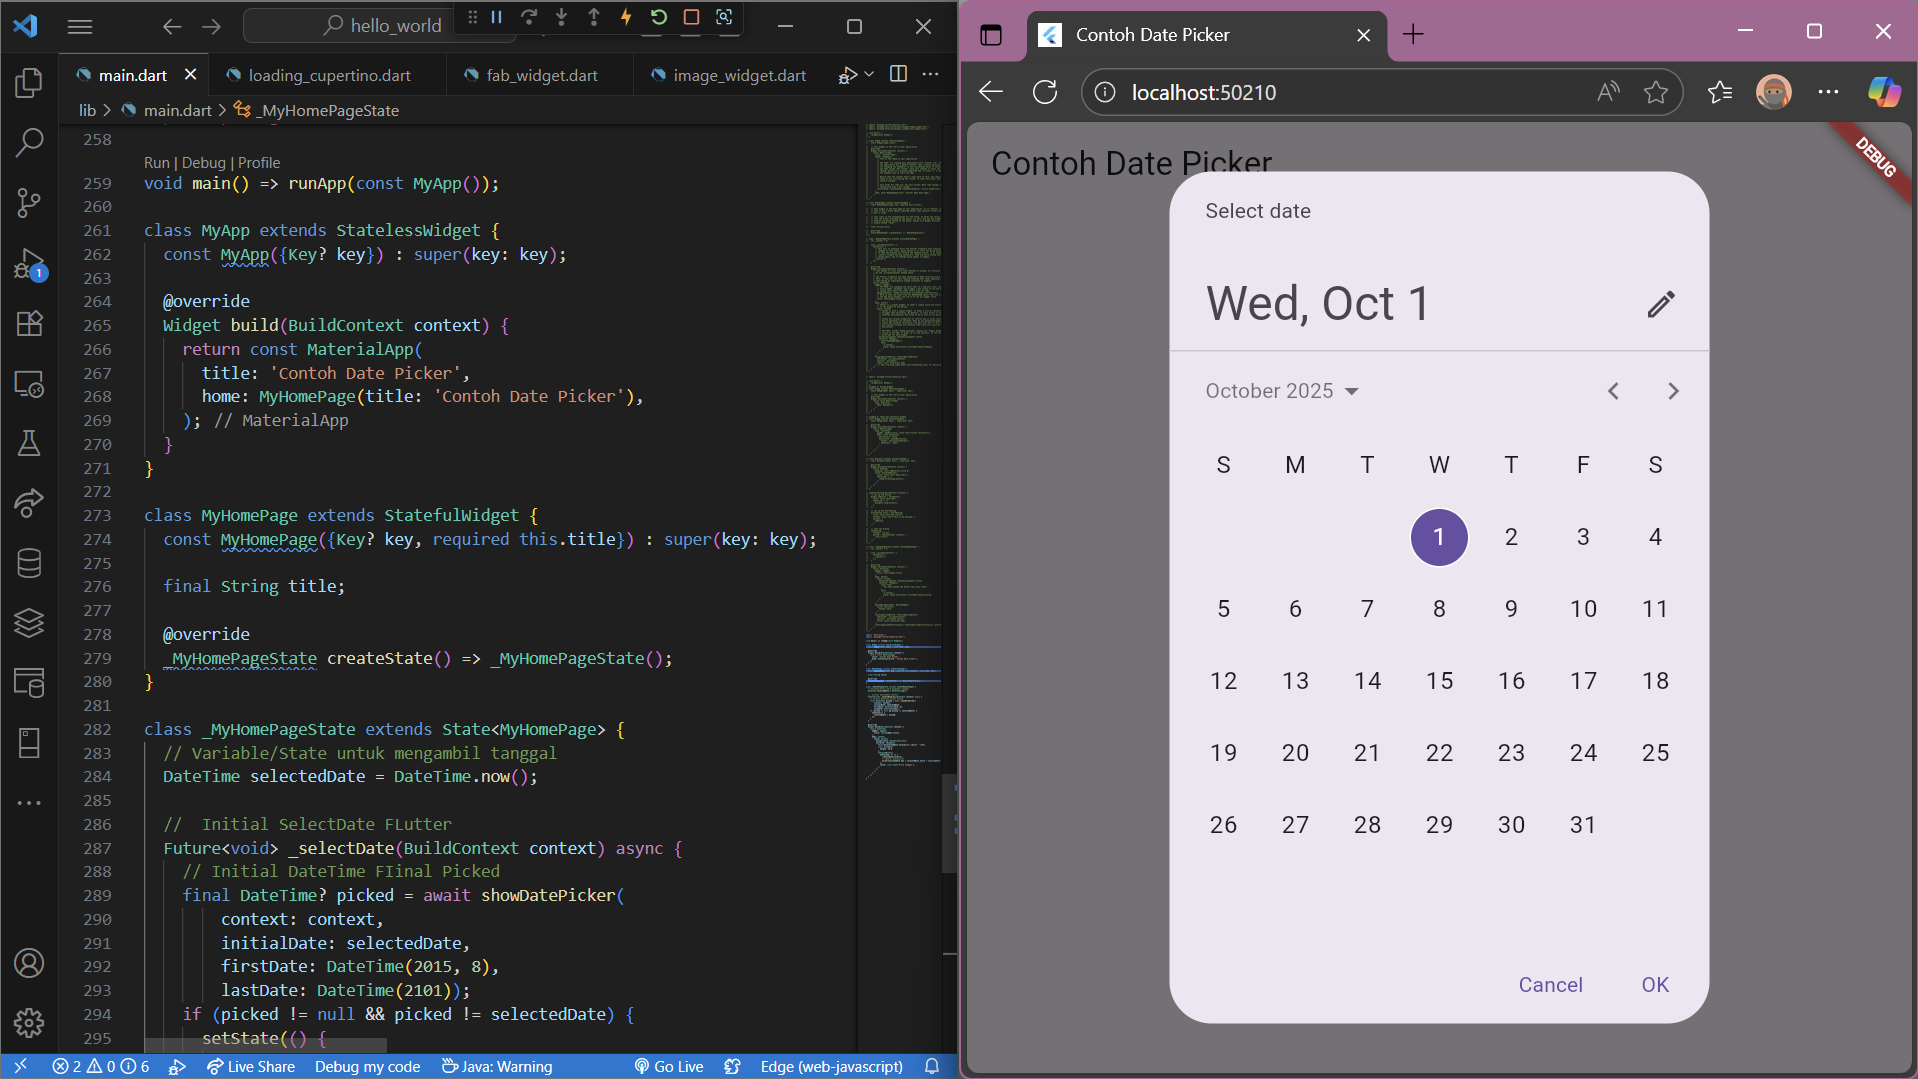 hello_world
main.dart
loading_cupertino.dart
fab_widget.dart
image_widget.dart
lib > main.dart > _MyHomePageState
258
Run | Debug | Profile
259 void main() => runApp(const MyApp());
260
261 class MyApp extends StatelessWidget {
262 const MyApp({Key? key}) : super(key: key);
263
264 @override
265 Widget build(BuildContext context) {
266 return const MaterialApp(
267 title: 'Contoh Date Picker',
268 home: MyHomePage(title: 'Contoh Date Picker'),
269 ); // MaterialApp
270 }
271 }
272
273 class MyHomePage extends StatefulWidget {
274 const MyHomePage({Key? key, required this.title}) : super(key: key);
275
276 final String title;
277
278 @override
279 _MyHomePageState createState() => _MyHomePageState();
280 }
281
282 class _MyHomePageState extends State<MyHomePage> {
283 // Variable/State untuk mengambil tanggal
284 DateTime selectedDate = DateTime.now();
285
286 //  Initial SelectDate FLutter
287 Future<void> _selectDate(BuildContext context) async {
288 // Initial DateTime FIinal Picked
289 final DateTime? picked = await showDatePicker(
290 context: context,
291 initialDate: selectedDate,
292 firstDate: DateTime(2015, 8),
293 lastDate: DateTime(2101));
294 if (picked != null && picked != selectedDate) {
295 setState(() {
1
2 0 6 Live Share Debug my code Java: Warning Go Live Edge (web-javascript)
Contoh Date Picker
localhost:50210
Contoh Date Picker
DEBUG
Select date
Wed, Oct 1
October 2025
S M T W T F S
1 2 3 4
5 6 7 8 9 10 11
12 13 14 15 16 17 18
19 20 21 22 23 24 25
26 27 28 29 30 31
Cancel OK